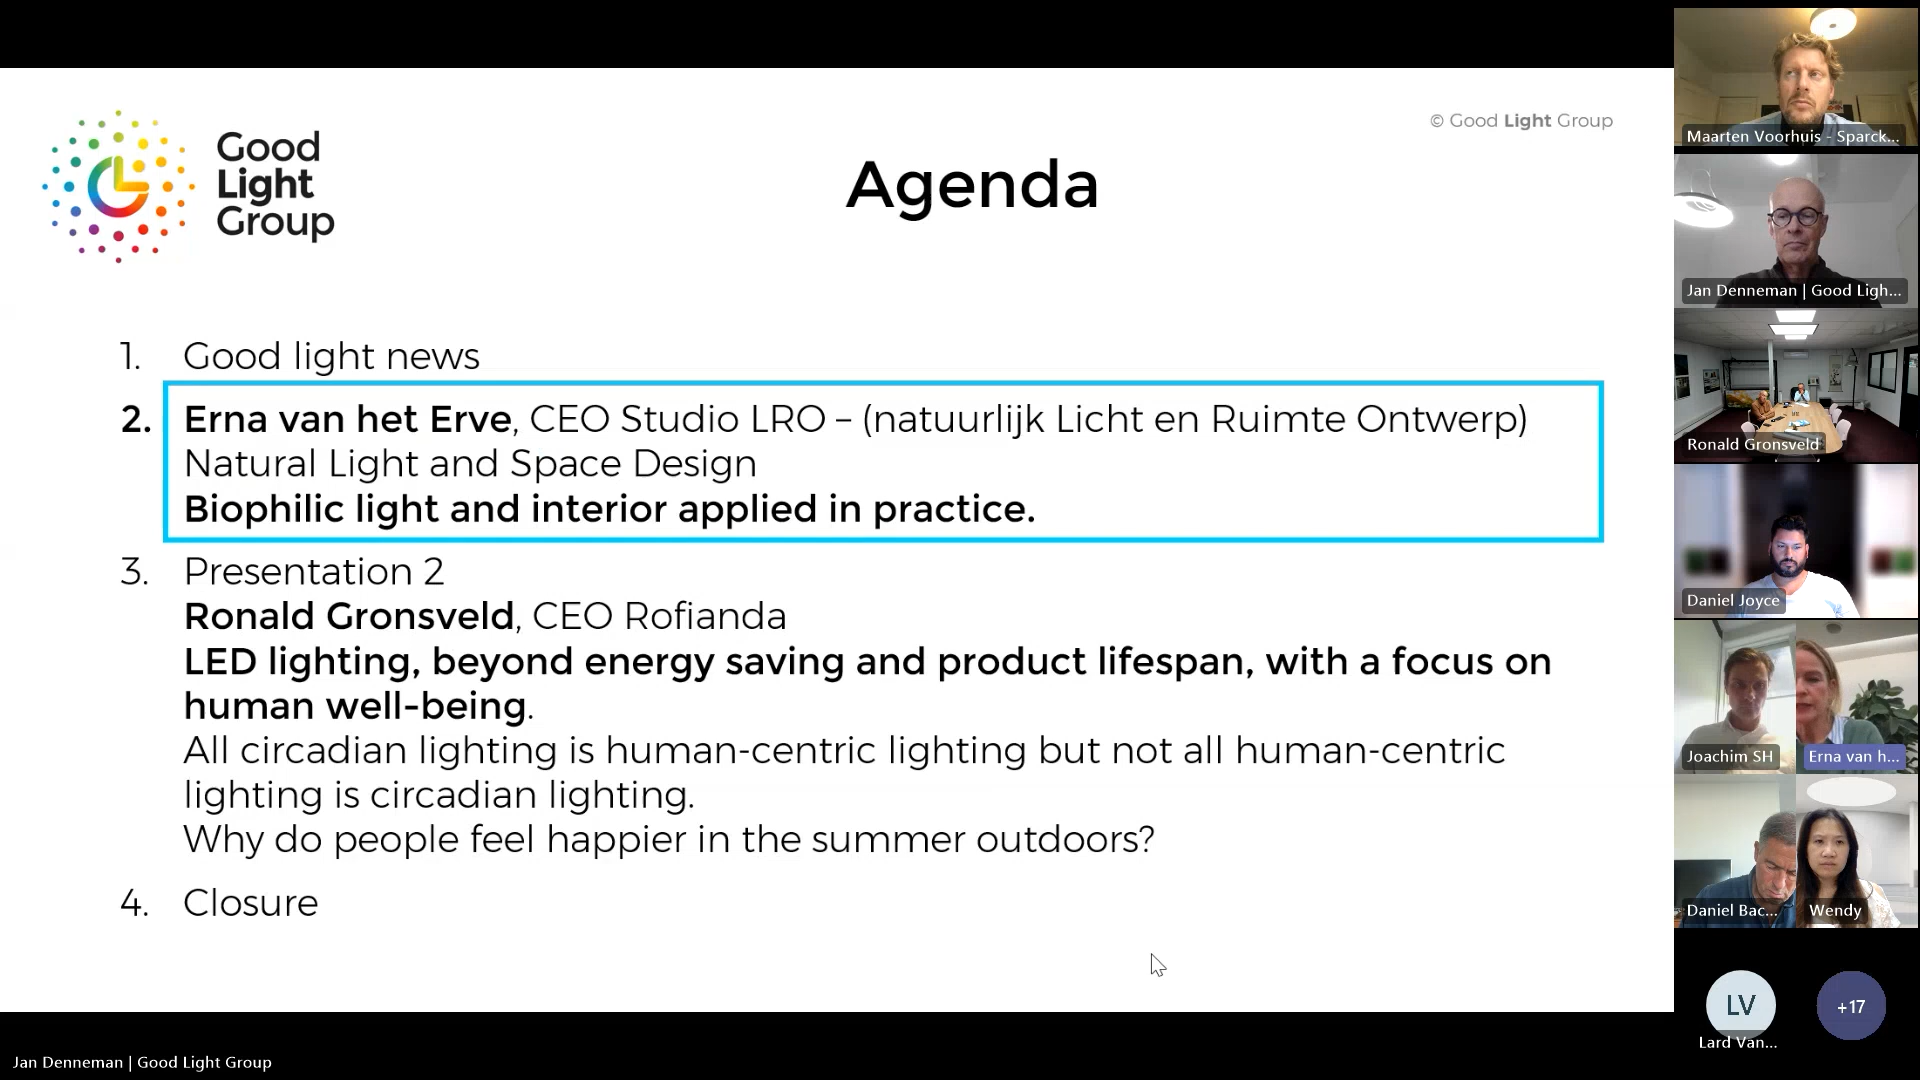 Good
Light
Group
© Good Light Group
Agenda
1. Good light news
2. Erna van het Erve, CEO Studio LRO – (natuurlijk Licht en Ruimte Ontwerp)
Natural Light and Space Design
Biophilic light and interior applied in practice.
3. Presentation 2
Ronald Gronsveld, CEO Rofianda
LED lighting, beyond energy saving and product lifespan, with a focus on
human well-being.
All circadian lighting is human-centric lighting but not all human-centric
lighting is circadian lighting.
Why do people feel happier in the summer outdoors?
4. Closure
Jan Denneman | Good Light Group
Maarten Voorhuis - Sparck...
Jan Denneman | Good Ligh...
Ronald Gronsveld
Daniel Joyce
Joachim SH
Erna van h...
Daniel Bac...
Wendy
LV
+17
Lard Van...